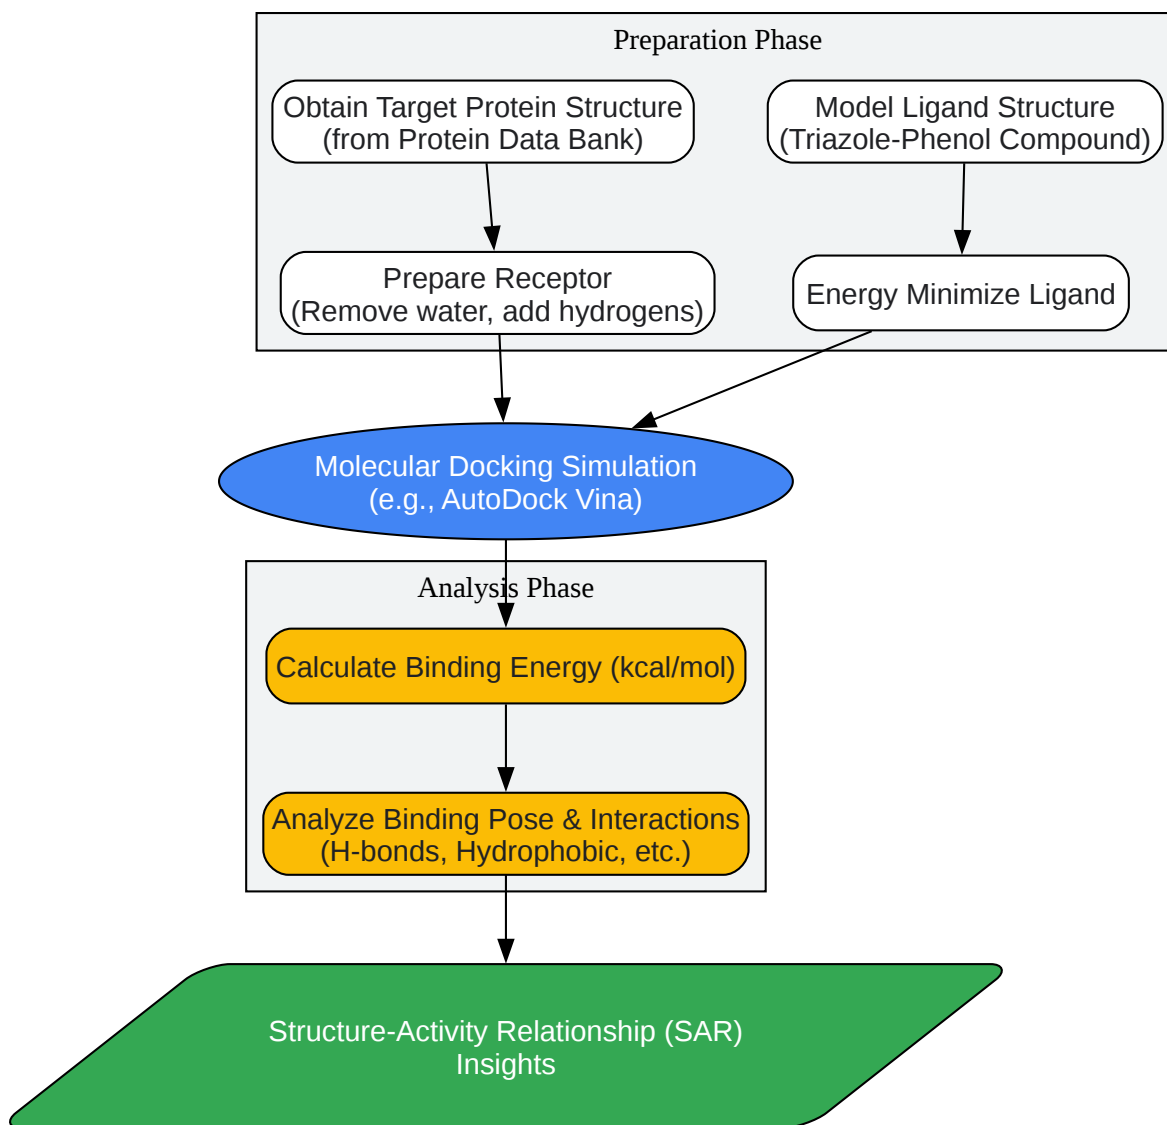 Preparation Phase
Obtain Target Protein Structure
(from Protein Data Bank)
Model Ligand Structure
(Triazole-Phenol Compound)
Prepare Receptor
(Remove water, add hydrogens)
Energy Minimize Ligand
Molecular Docking Simulation
(e.g., AutoDock Vina)
Analysis Phase
Calculate Binding Energy (kcal/mol)
Analyze Binding Pose & Interactions
(H-bonds, Hydrophobic, etc.)
Structure-Activity Relationship (SAR)
Insights